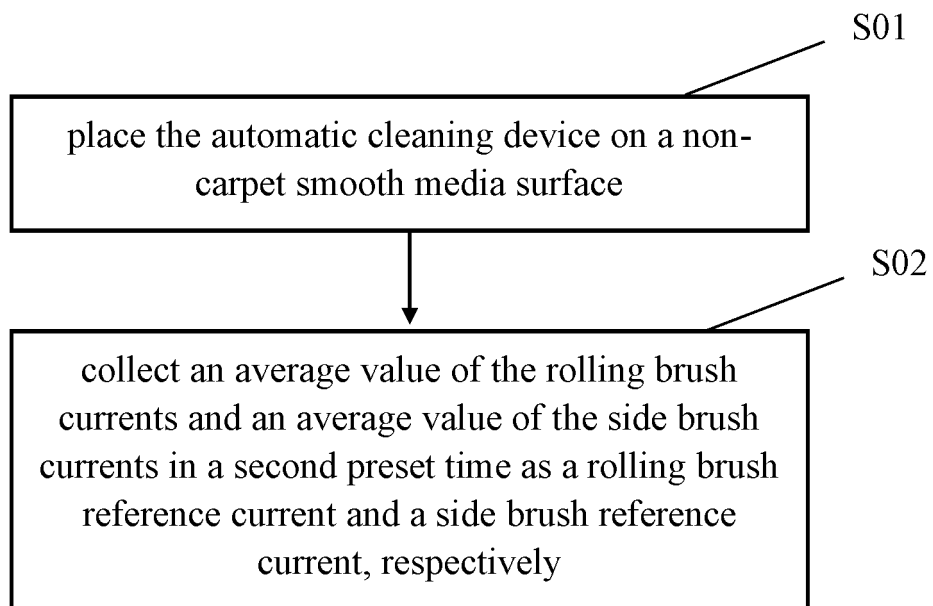 S01
place the automatic cleaning device on a non-
carpet smooth media surface
S02
collect an average value of the rolling brush
currents and an average value of the side brush
currents in a second preset time as a rolling brush
reference current and a side brush reference
current, respectively